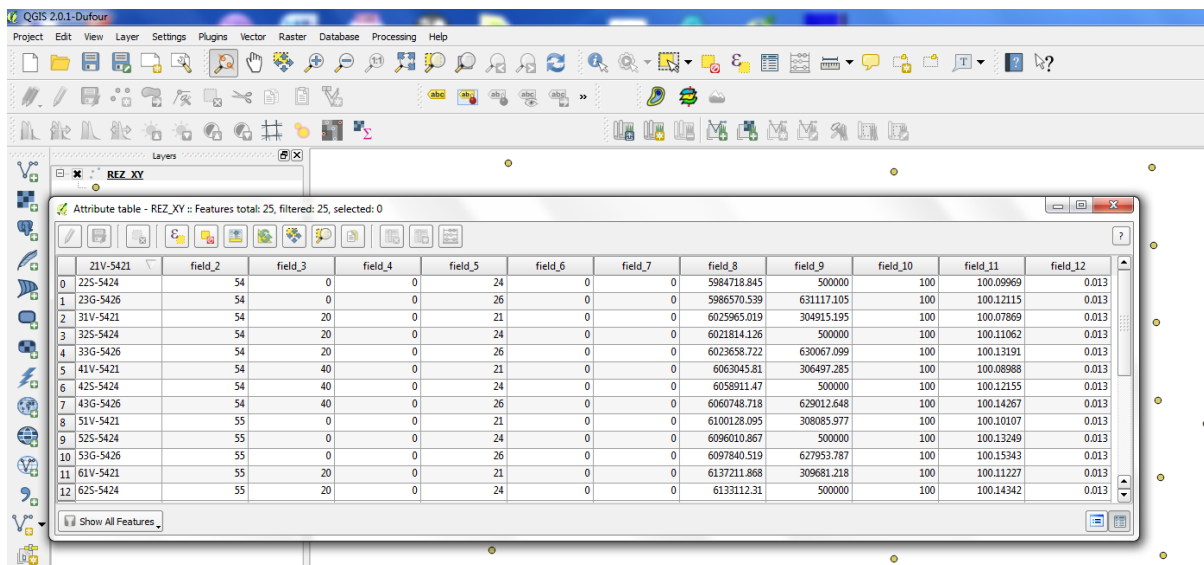 QGIS 2.0.1-Dufour
Project Edit View Layer Settings Plugins Vector Raster Database Processing Help
abc abc abc abc abc »
Layers
REZ_XY
Attribute table - REZ_XY :: Features total: 25, filtered: 25, selected: 0
21V-5421 field_2 field_3 field_4 field_5 field_6 field_7 field_8 field_9 field_10 field_11 field_12
0 22S-5424 54 0 0 24 0 0 5984718.845 500000 100 100.09969 0.013
1 23G-5426 54 0 0 26 0 0 5986570.539 631117.105 100 100.12115 0.013
2 31V-5421 54 20 0 21 0 0 6025965.019 304915.195 100 100.07869 0.013
3 32S-5424 54 20 0 24 0 0 6021814.126 500000 100 100.11062 0.013
4 33G-5426 54 20 0 26 0 0 6023658.722 630067.099 100 100.13191 0.013
5 41V-5421 54 40 0 21 0 0 6063045.81 306497.285 100 100.08988 0.013
6 42S-5424 54 40 0 24 0 0 6058911.47 500000 100 100.12155 0.013
7 43G-5426 54 40 0 26 0 0 6060748.718 629012.648 100 100.14267 0.013
8 51V-5421 55 0 0 21 0 0 6100128.095 308085.977 100 100.10107 0.013
9 52S-5424 55 0 0 24 0 0 6096010.867 500000 100 100.13249 0.013
10 53G-5426 55 0 0 26 0 0 6097840.519 627953.787 100 100.15343 0.013
11 61V-5421 55 20 0 21 0 0 6137211.868 309681.218 100 100.11227 0.013
12 62S-5424 55 20 0 24 0 0 6133112.31 500000 100 100.14342 0.013
Show All Features